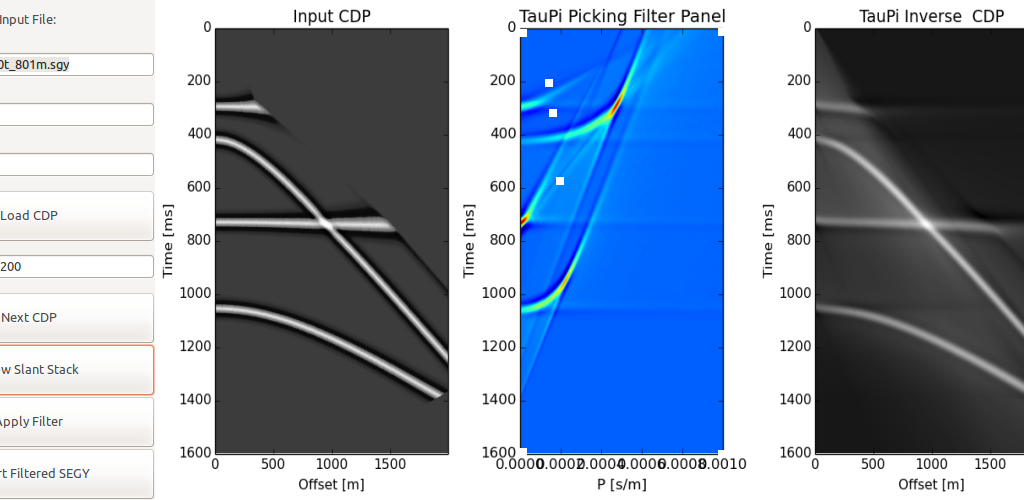 Input File:
0t_801m.sgy
Load CDP
200
Next CDP
w Slant Stack
Apply Filter
rt Filtered SEGY
Input CDP
0
200
400
600
800
1000
1200
1400
1600
Time [ms]
0 500 1000 1500
Offset [m]
TauPi Picking Filter Panel
0
200
400
600
800
1000
1200
1400
1600
Time [ms]
0.0000 0.0002 0.0004 0.0006 0.0008 0.0010
P [s/m]
TauPi Inverse CDP
0
200
400
600
800
1000
1200
1400
1600
Time [ms]
0 500 1000 1500
Offset [m]